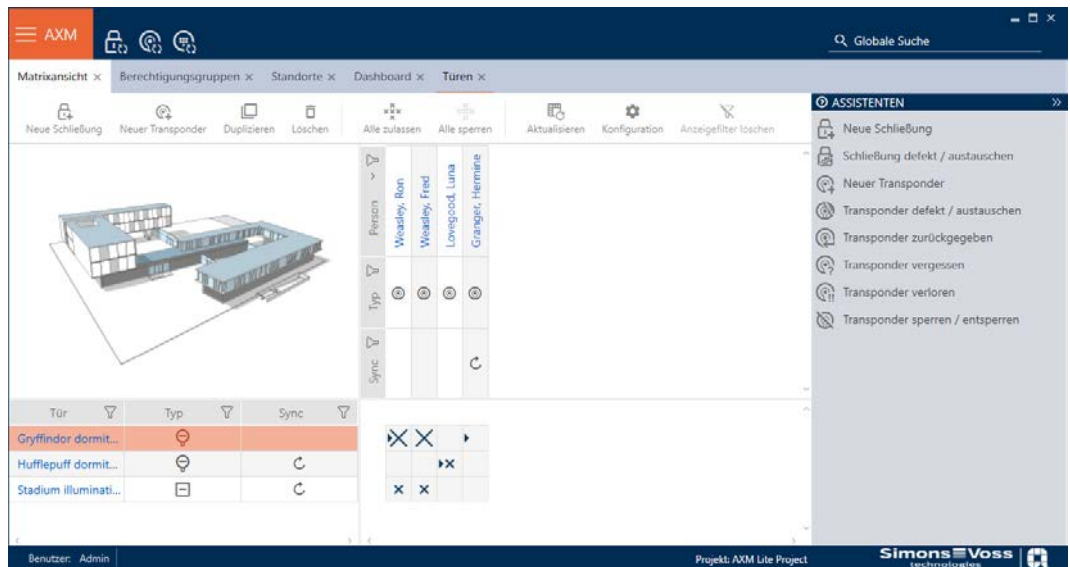 AXM
Globale Suche
Matrixansicht × Berechtigungsgruppen × Standorte × Dashboard × Türen ×
Neue Schließung Neuer Transponder Duplizieren Löschen Alle zulassen Alle sperren Aktualisieren Konfiguration Anzeigefilter löschen
ASSISTENTEN
Neue Schließung
Schließung defekt / austauschen
Neuer Transponder
Transponder defekt / austauschen
Transponder zurückgegeben
Transponder vergessen
Transponder verloren
Transponder sperren / entsperren
Person
Weasley, Ron
Weasley, Fred
Lovegood, Luna
Granger, Hermine
Typ
Sync
Tür Typ Sync
Gryffindor dormit...
Hufflepuff dormit...
Stadium illuminati...
Benutzer: Admin
Projekt: AXM Lite Project
Simons Voss
technologies